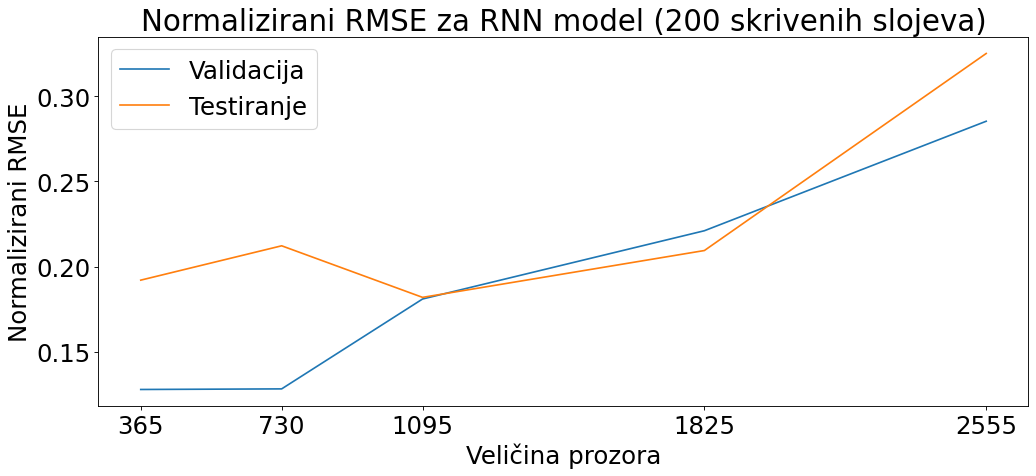 Normalizirani RMSE za RNN model (200 skrivenih slojeva)
Validacija
Testiranje
Normalizirani RMSE
0.30
0.25
0.20
0.15
365 730 1095 1825 2555
Veličina prozora